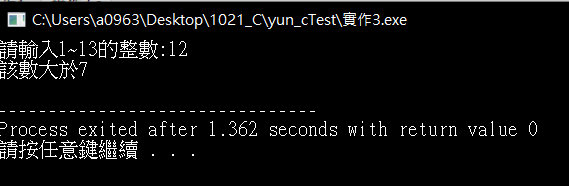 C:\Users\a0963\Desktop\1021_C\yun_cTest\實作3.exe
請輸入1~13的整數:12
該數大於7
--------------------------------
Process exited after 1.362 seconds with return value 0
請按任意鍵繼續 . . .